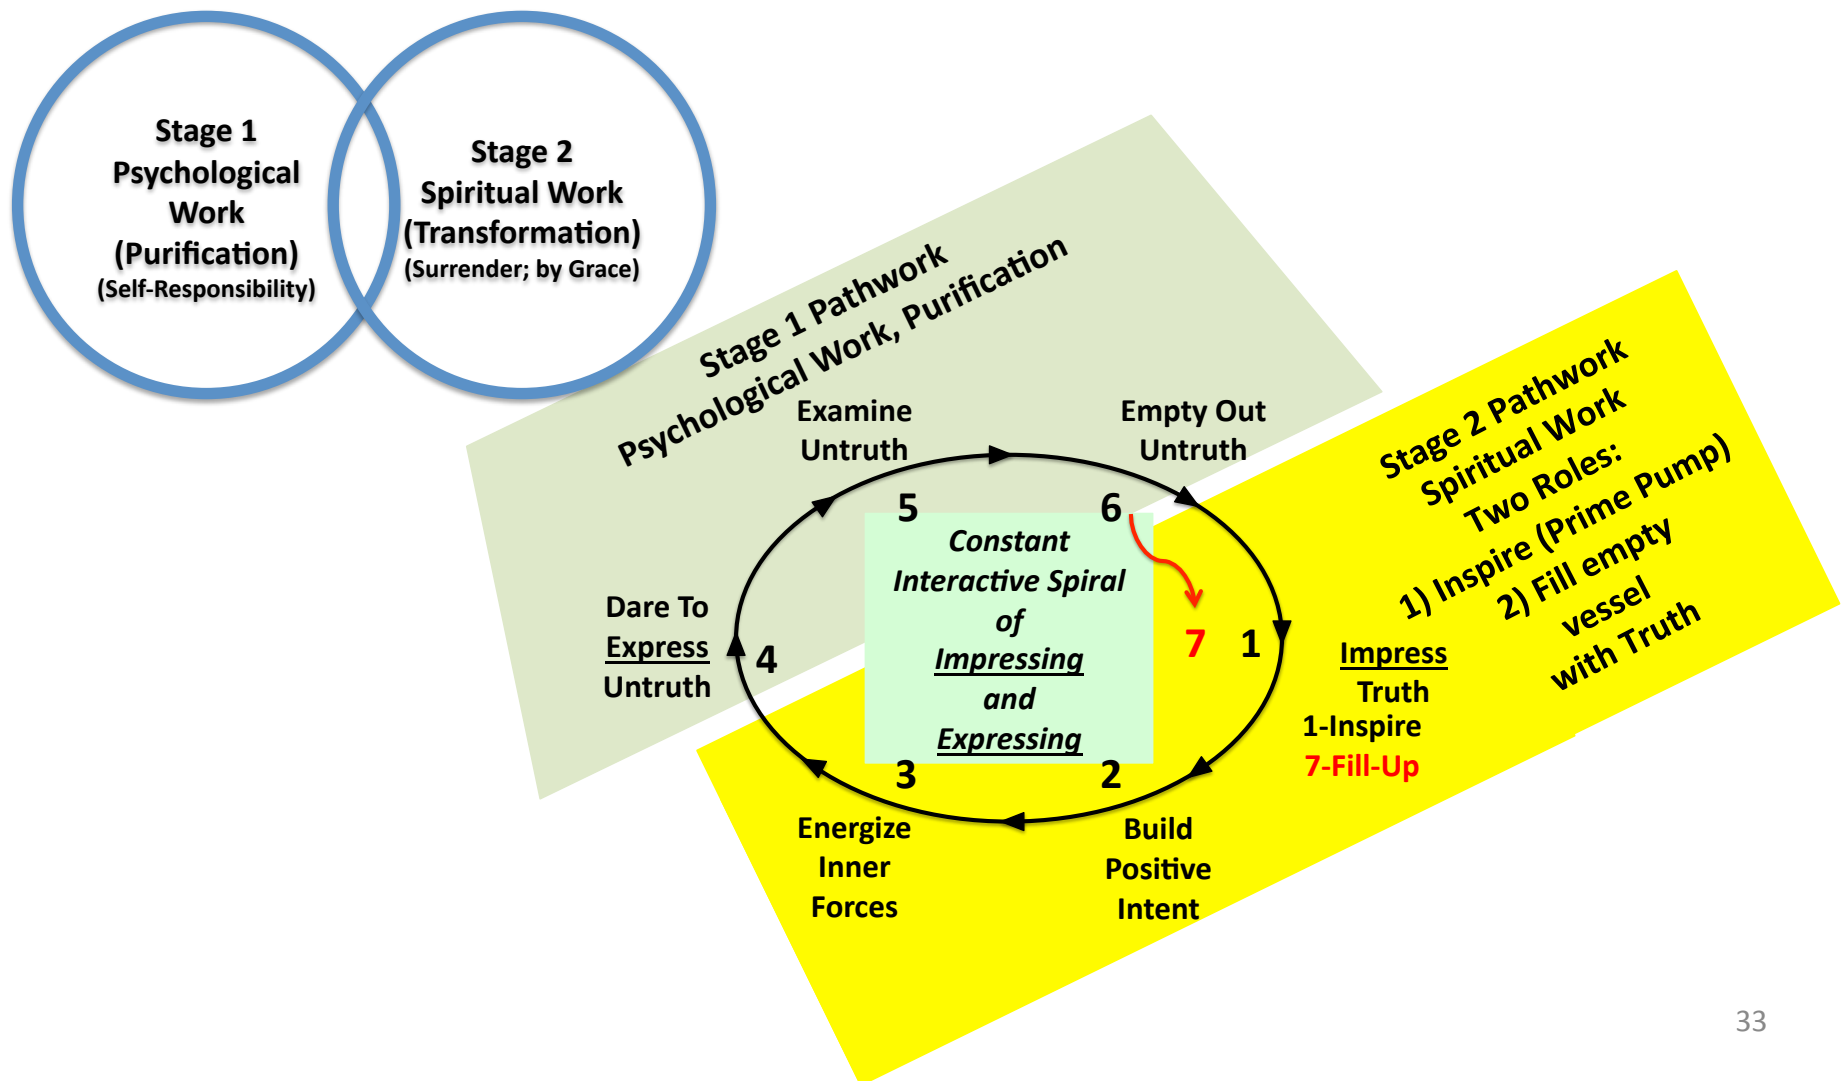 Stage 1
Psychological
Work
(Purification)
(Self-Responsibility)
Stage 2
Spiritual Work
(Transformation)
(Surrender; by Grace)
Stage 1 Pathwork
Psychological Work, Purification
Stage 2 Pathwork
Spiritual Work
Two Roles:
1) Inspire (Prime Pump)
2) Fill empty
vessel
with Truth
Examine
Untruth
Empty Out
Untruth
5
6
Constant
Interactive Spiral
of
Impressing
and
Expressing
Dare To
Express
Untruth
4
7
1
Impress
Truth
1-Inspire
7-Fill-Up
3
2
Energize
Inner
Forces
Build
Positive
Intent
33